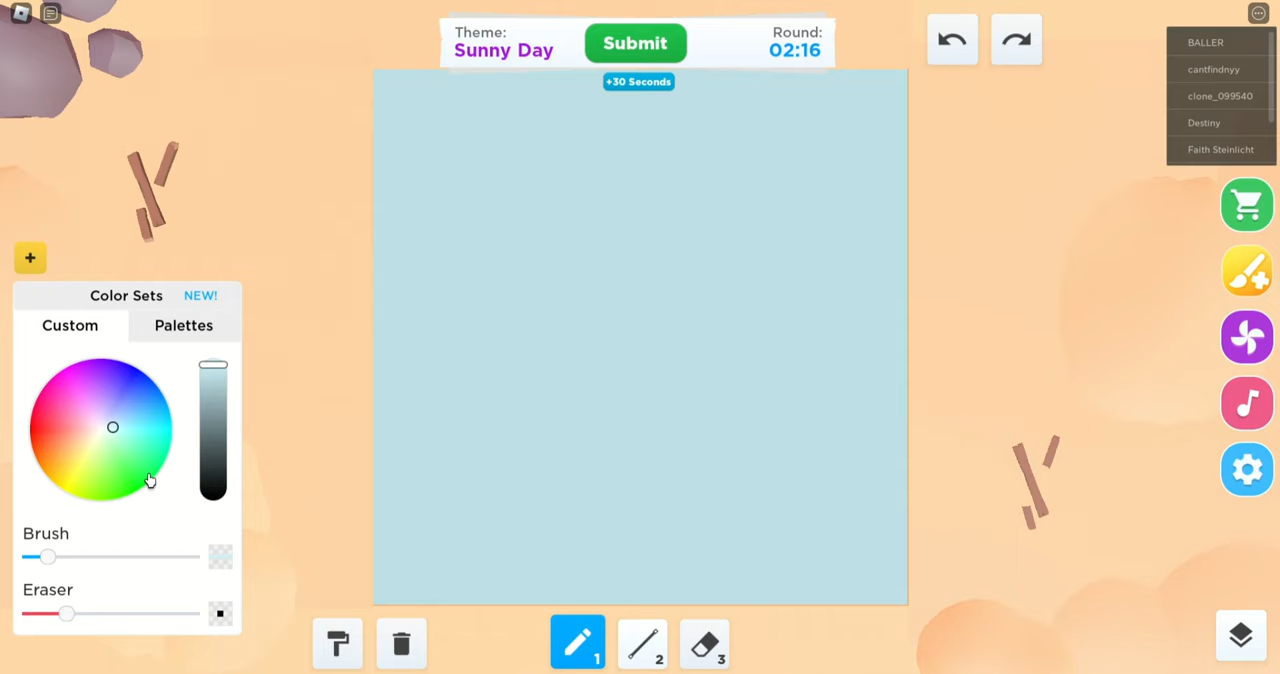 Theme:
Sunny Day
Submit
Round:
02:16
+30 Seconds
BALLER
cantfindnyy
clone_099540
Destiny
Faith Steinlicht
+
Color Sets NEW!
Custom Palettes
Brush
Eraser
1
2
3